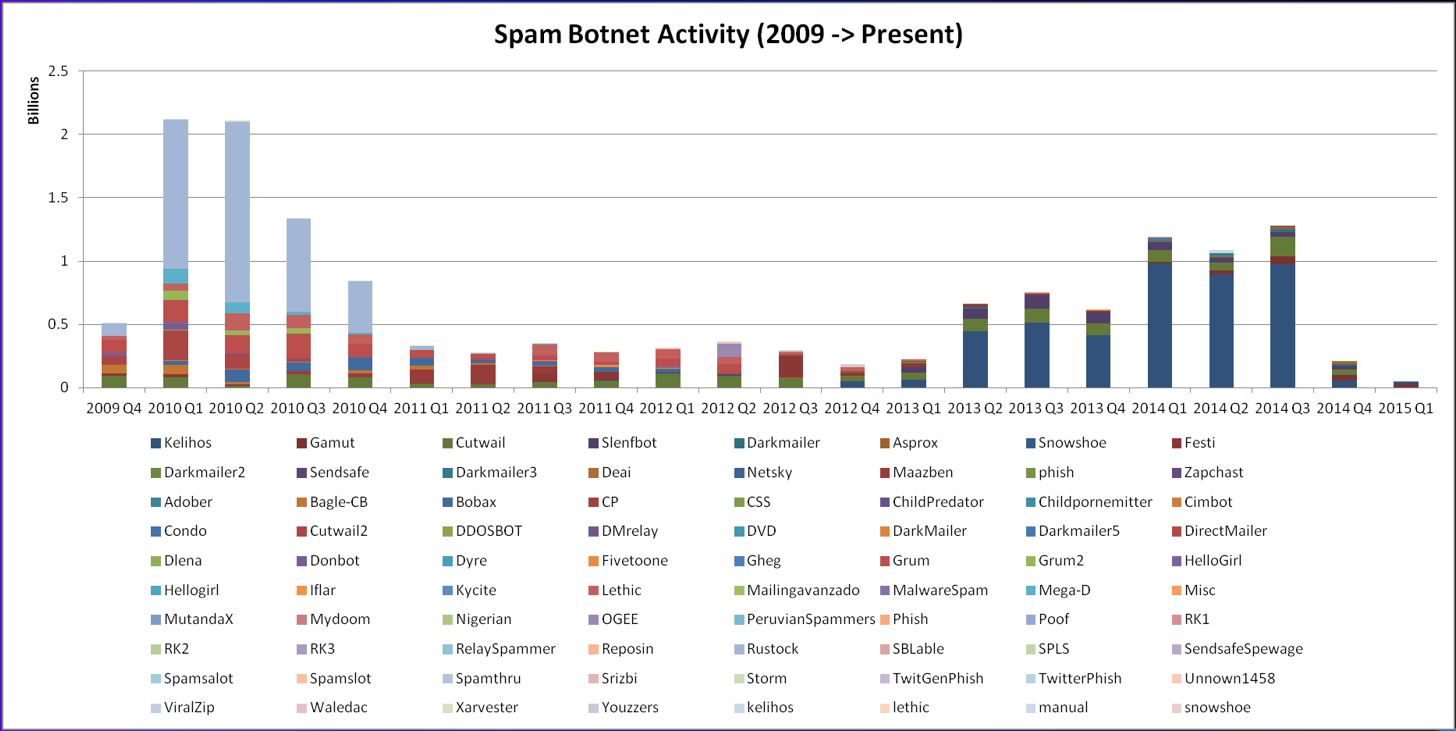 Spam Botnet Activity (2009 -> Present)
Billions
2.5
2
1.5
1
0.5
0
2009 Q4 2010 Q1 2010 Q2 2010 Q3 2010 Q4 2011 Q1 2011 Q2 2011 Q3 2011 Q4 2012 Q1 2012 Q2 2012 Q3 2012 Q4 2013 Q1 2013 Q2 2013 Q3 2013 Q4 2014 Q1 2014 Q2 2014 Q3 2014 Q4 2015 Q1
Kelihos Gamut Cutwail Slenfbot Darkmailer Asprox Snowshoe Festi
Darkmailer2 Sendsafe Darkmailer3 Deai Netsky Maazben phish Zapchast
Adober Bagle-CB Bobax CP CSS ChildPredator Childpornemitter Cimbot
Condo Cutwail2 DDOSBOT DMrelay DVD DarkMailer Darkmailer5 DirectMailer
Dlena Donbot Dyre Fivetoone Gheg Grum Grum2 HelloGirl
Hellogirl Iflar Kycite Lethic Mailingavanzado MalwareSpam Mega-D Misc
MutandaX Mydoom Nigerian OGEE PeruvianSpammers Phish Poof RK1
RK2 RK3 RelaySpammer Reposin Rustock SBLable SPLS SendsafeSpewage
Spamsalot Spamslot Spamthru Srizbi Storm TwitGenPhish TwitterPhish Unnown1458
ViralZip Waledac Xarvester Youzzers kelihos lethic manual snowshoe